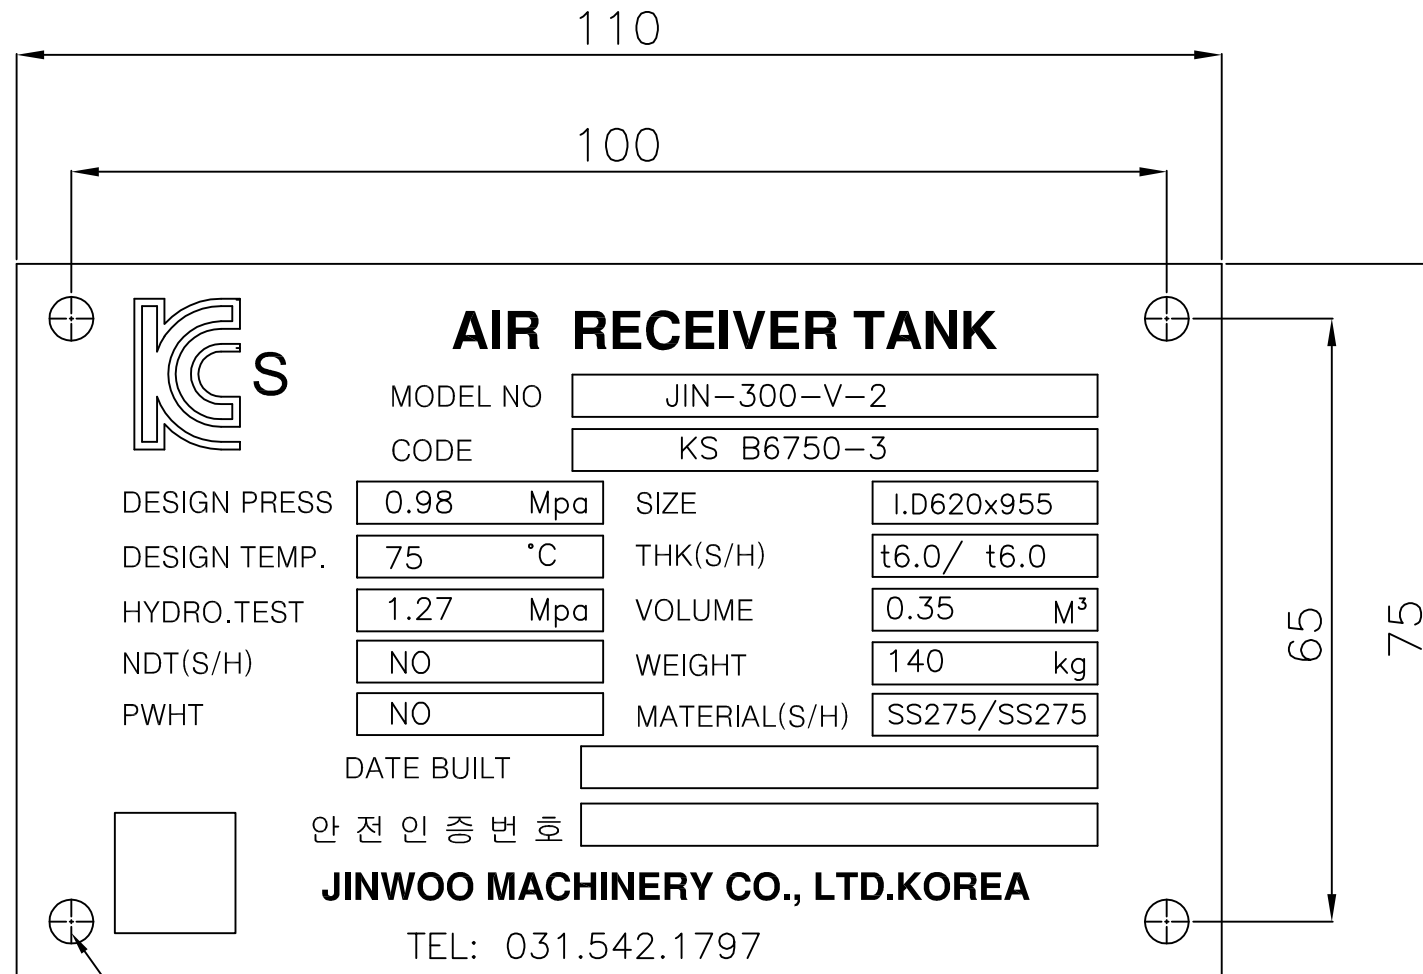 110
100
KC S
AIR RECEIVER TANK
MODEL NO JIN-300-V-2
CODE KS B6750-3
DESIGN PRESS 0.98 Mpa SIZE I.D620x955
DESIGN TEMP. 75 °C THK(S/H) t6.0/ t6.0
HYDRO.TEST 1.27 Mpa VOLUME 0.35 M³
NDT(S/H) NO WEIGHT 140 kg
PWHT NO MATERIAL(S/H) SS275/SS275
DATE BUILT
안전인증번호
JINWOO MACHINERY CO., LTD.KOREA
TEL: 031.542.1797
65
75